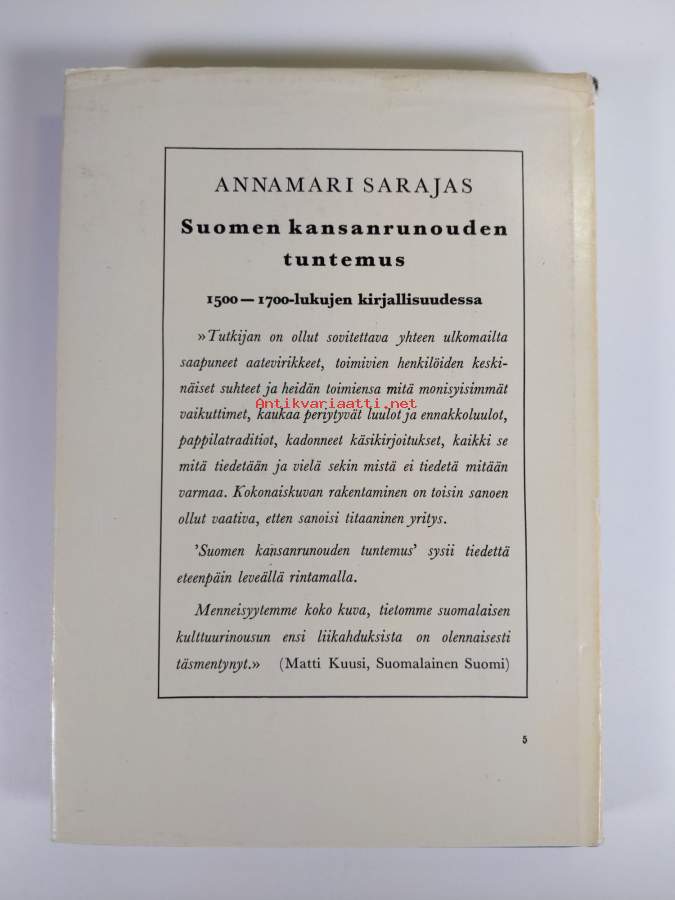 ANNAMARI SARAJAS
Suomen kansanrunouden
tuntemus
1500—1700-lukujen kirjallisuudessa
»Tutkijan on ollut sovitettava yhteen ulkomailta
saapuneet aatevirikkeet, toimivien henkilöiden keski-
näiset suhteet ja heidän toimiensa mitä monisyisimmät
vaikuttimet, kaukaa periytyvät luulot ja ennakkoluulot,
Antikvariaatti.net
pappilatraditiot, kadonneet käsikirjoitukset, kaikki se
mitä tiedetään ja vielä sekin mistä ei tiedetä mitään
varmaa. Kokonaiskuvan rakentaminen on toisin sanoen
ollut vaativa, etten sanoisi titaaninen yritys.
'Suomen kansanrunouden tuntemus' sysii tiedettä
eteenpäin leveällä rintamalla.
Menneisyytemme koko kuva, tietomme suomalaisen
kulttuurinousun ensi liikahduksista on olennaisesti
täsmentynyt.» (Matti Kuusi, Suomalainen Suomi)
5